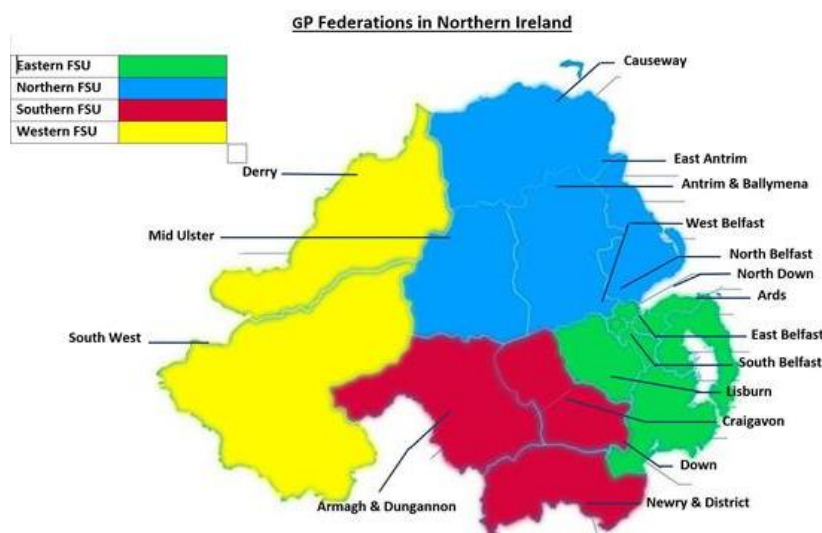 GP Federations in Northern Ireland
Eastern FSU
Northern FSU
Southern FSU
Western FSU
Causeway
East Antrim
Derry
Antrim & Ballymena
West Belfast
Mid Ulster
North Belfast
North Down
Ards
South West
East Belfast
South Belfast
Lisburn
Craigavon
Down
Armagh & Dungannon
Newry & District